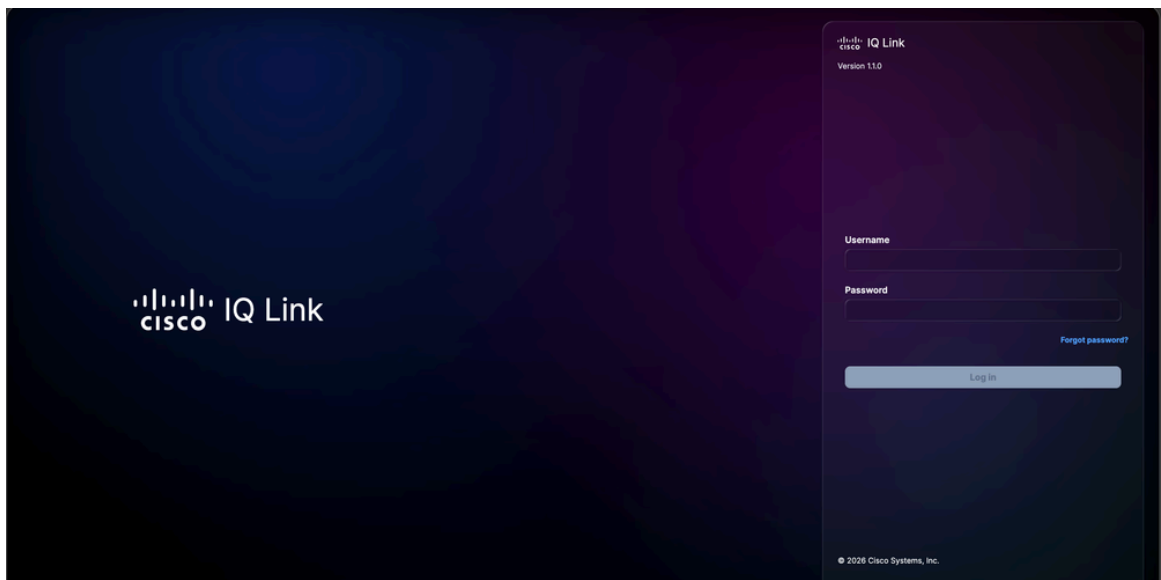 cisco IQ Link
cisco IQ Link
Version 1.1.0
Username
Password
Forgot password?
Log in
© 2026 Cisco Systems, Inc.